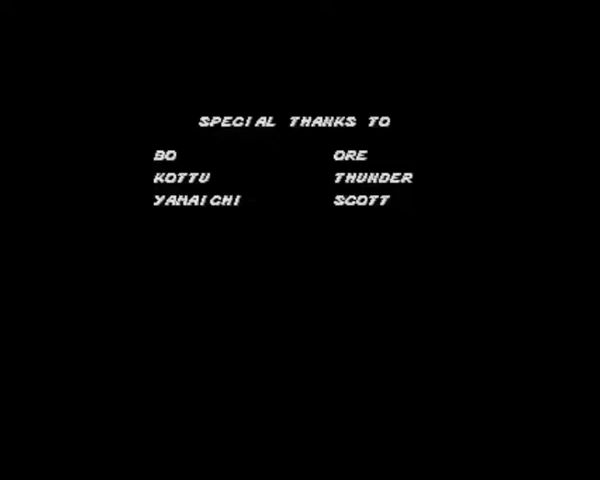 SPECIAL THANKS TO
BO ORE
KOTTU THUNDER
YAMAICHI SCOTT